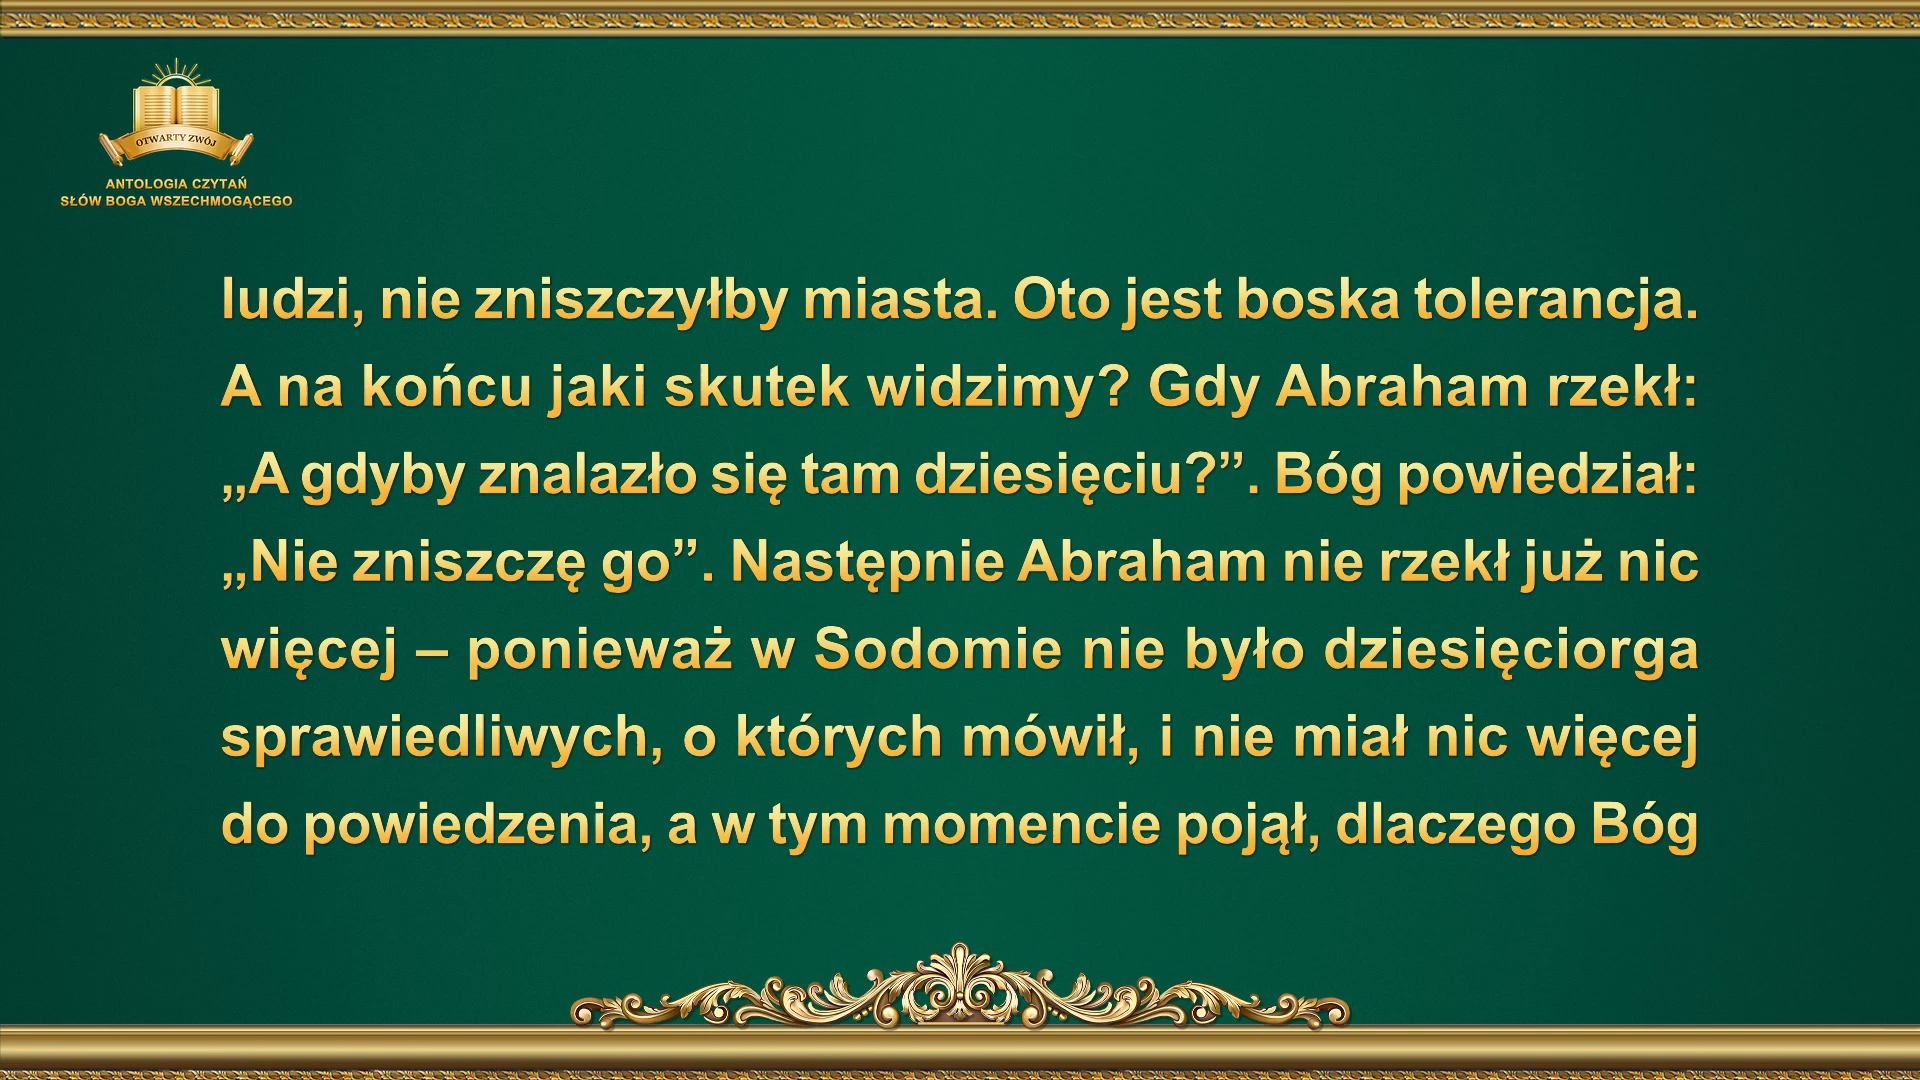 OTWARTY ZWÓJ
ANTOLOGIA CZYTAŃ
SŁÓW BOGA WSZECHMOGĄCEGO
ludzi, nie zniszczyłby miasta. Oto jest boska tolerancja.
A na końcu jaki skutek widzimy? Gdy Abraham rzekł:
„A gdyby znalazło się tam dziesięciu?”. Bóg powiedział:
„Nie zniszczę go”. Następnie Abraham nie rzekł już nic
więcej – ponieważ w Sodomie nie było dziesięciorga
sprawiedliwych, o których mówił, i nie miał nic więcej
do powiedzenia, a w tym momencie pojął, dlaczego Bóg